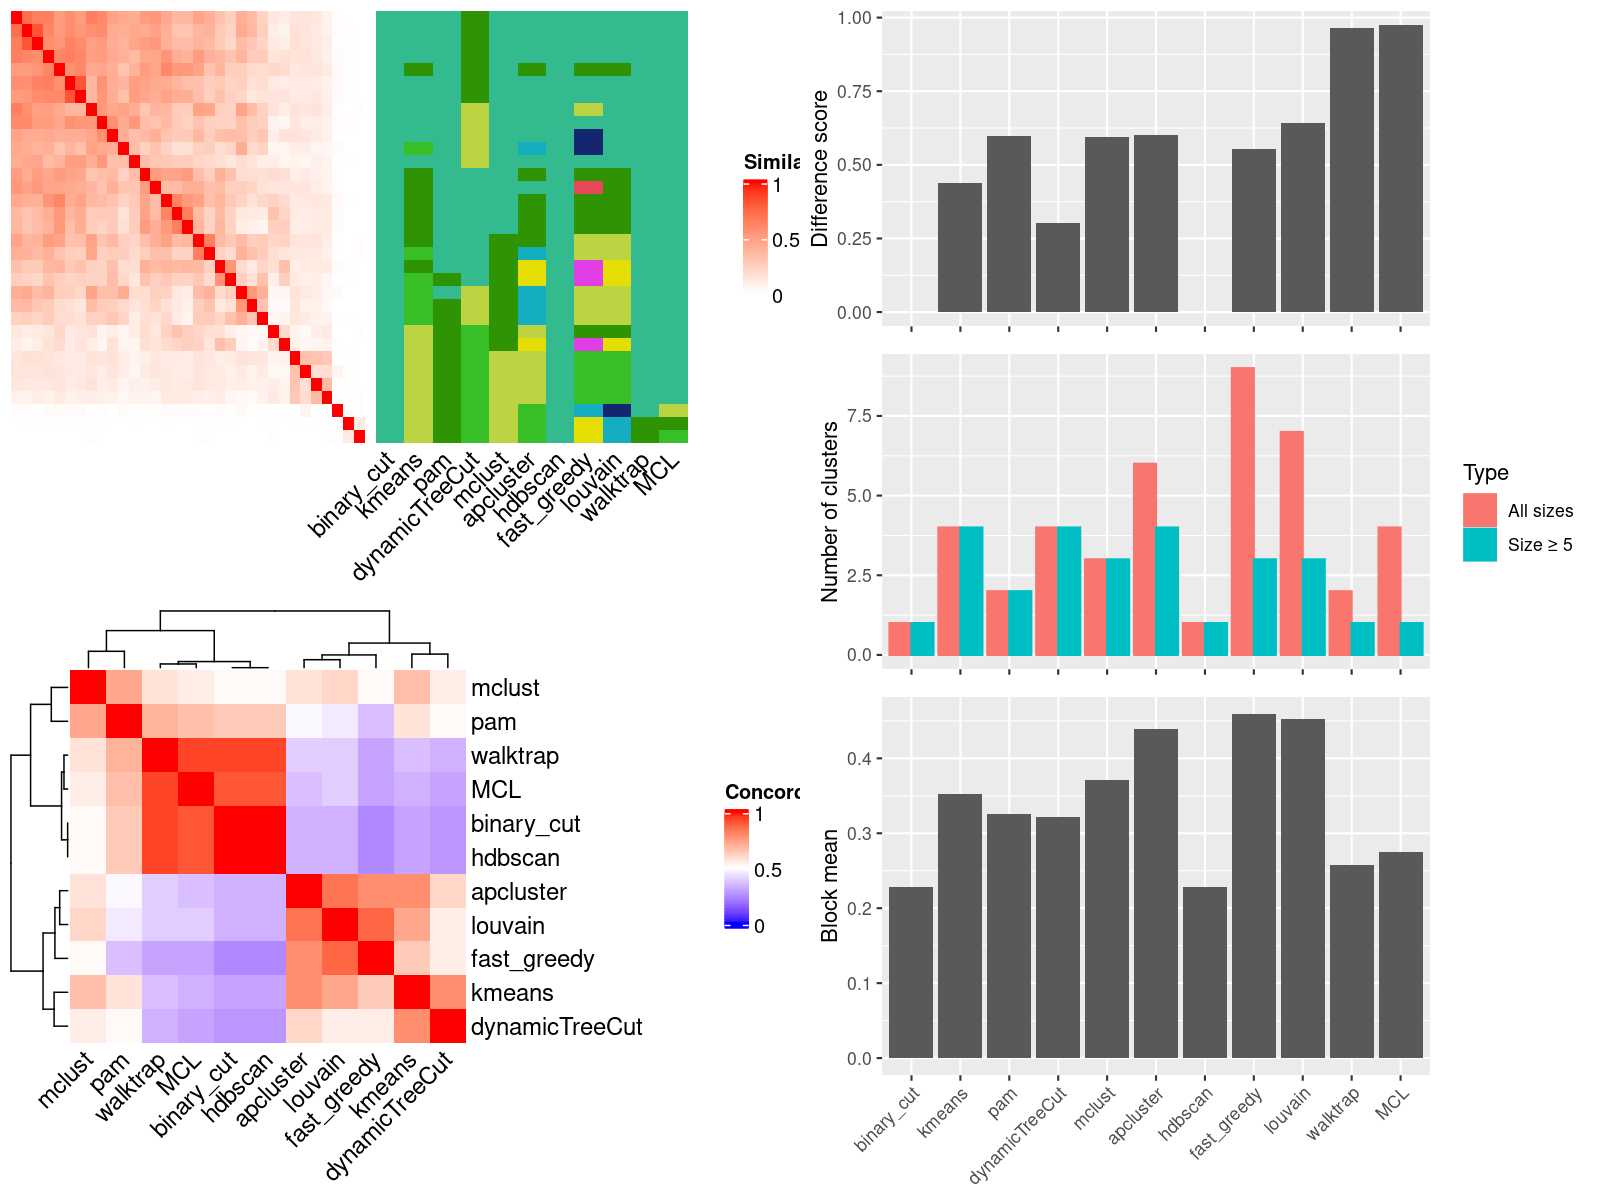 Simila
1
0.5
0
binary_cut
kmeans
pam
dynamicTreeCut
mclust
apcluster
hdbscan
fast_greedy
louvain
walktrap
MCL
mclust
pam
walktrap
MCL
binary_cut
hdbscan
apcluster
louvain
fast_greedy
kmeans
dynamicTreeCut
Concord
1
0.5
0
mclust
pam
walktrap
MCL
binary_cut
hdbscan
apcluster
louvain
fast_greedy
kmeans
dynamicTreeCut
Difference score
1.00
0.75
0.50
0.25
0.00
Number of clusters
7.5
5.0
2.5
0.0
Type
All sizes
Size ≥ 5
Block mean
0.4
0.3
0.2
0.1
0.0
binary_cut
kmeans
pam
dynamicTreeCut
mclust
apcluster
hdbscan
fast_greedy
louvain
walktrap
MCL